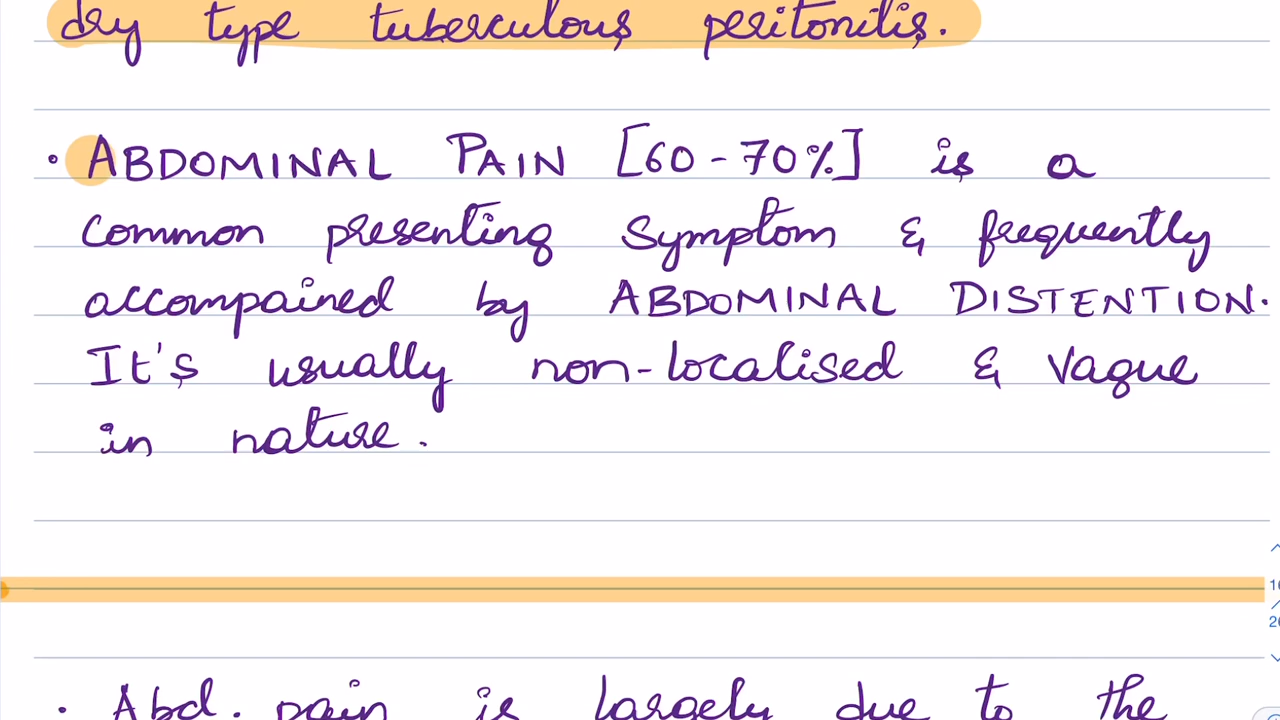 dry type tuberculous peritonitis.
• ABDOMINAL PAIN [60-70%] is a
common presenting symptom & frequently
accompained by ABDOMINAL DISTENTION.
It's usually non-localised & vague
in nature.
• Abd. pain is largely due to the